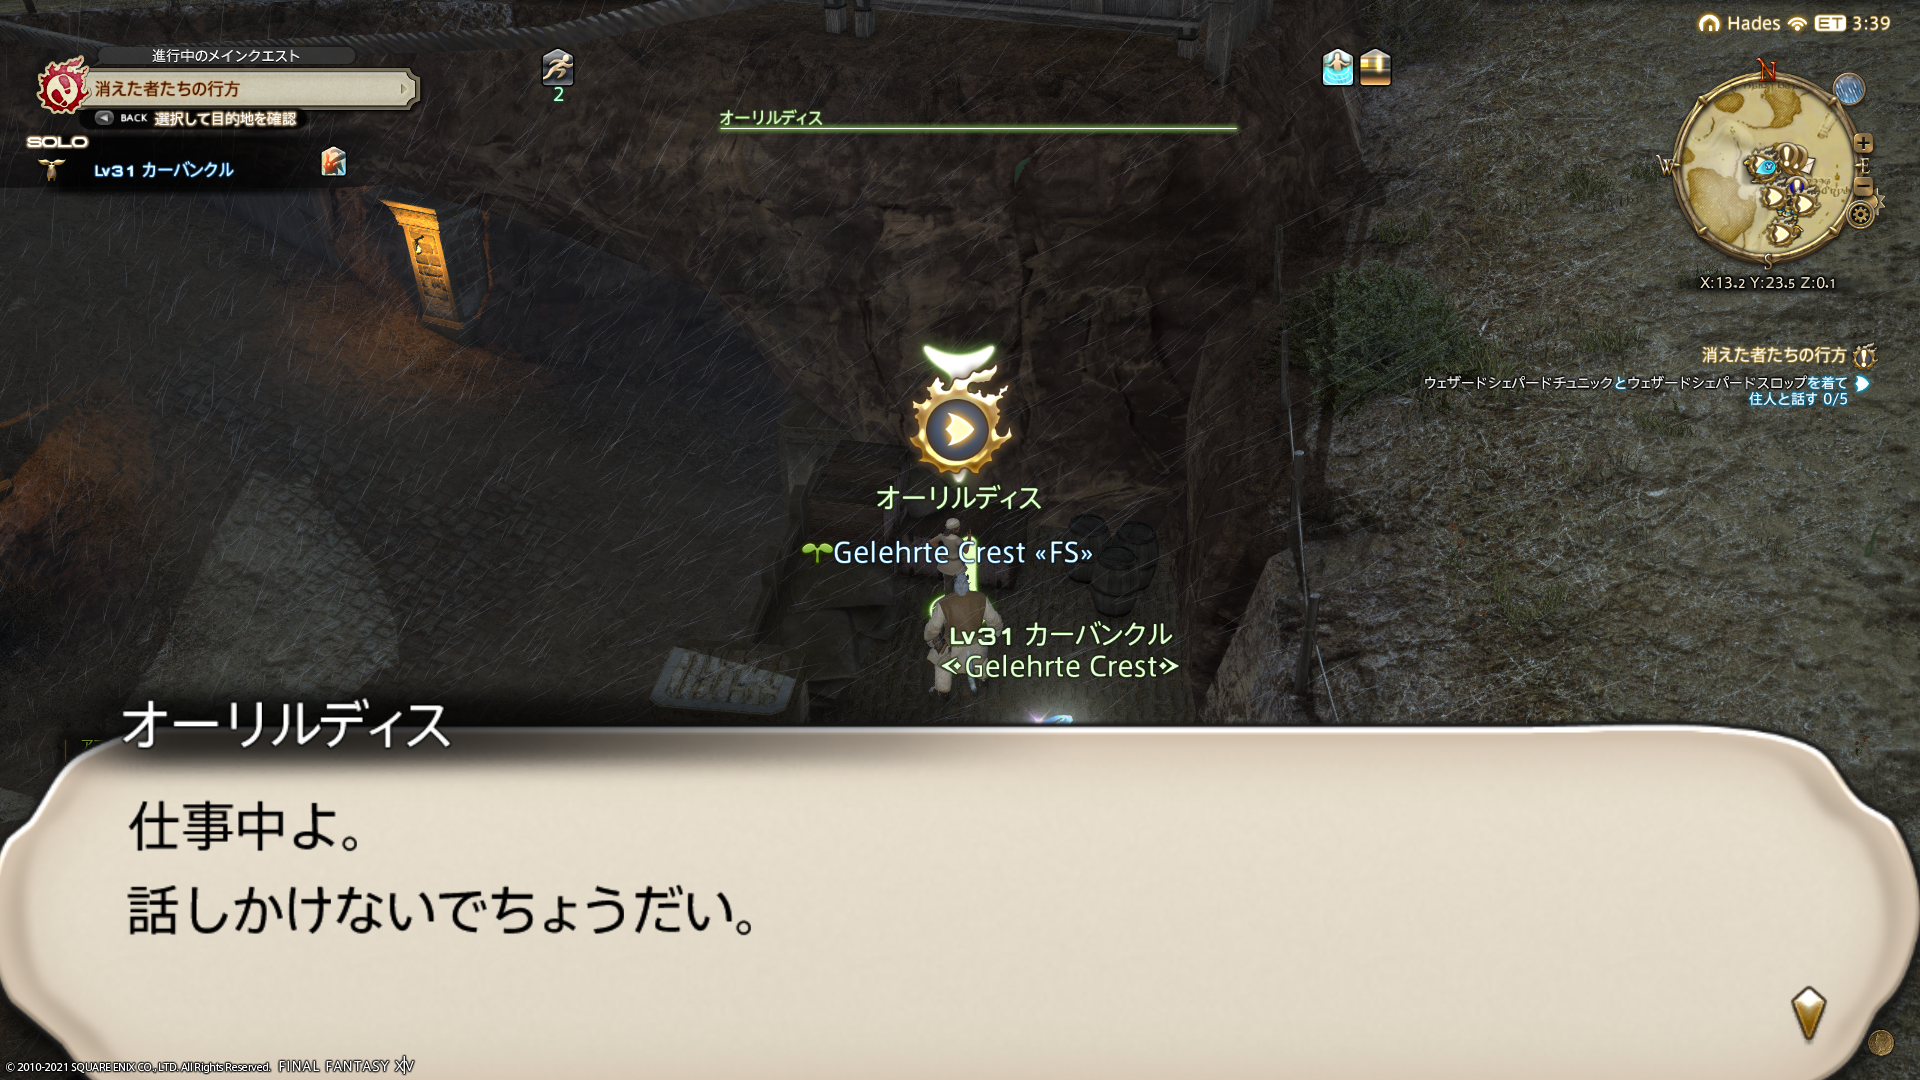 Hades ET 3:39
進行中のメインクエスト
消えた者たちの行方
BACK 選択して目的地を確認
SOLO
Lv31 カーバンクル
2
オーリルディス
N
W
E
S
X:13.2 Y:23.5 Z:0.1
消えた者たちの行方
ウェザードシェパードチュニックとウェザードシェパードスロップを着て
住人と話す 0/5
オーリルディス
Gelehrte Crest «FS»
Lv31 カーバンクル
Gelehrte Crest
オーリルディス
仕事中よ。
話しかけないでちょうだい。
© 2010-2021 SQUARE ENIX CO., LTD. All Rights Reserved. FINAL FANTASY XIV